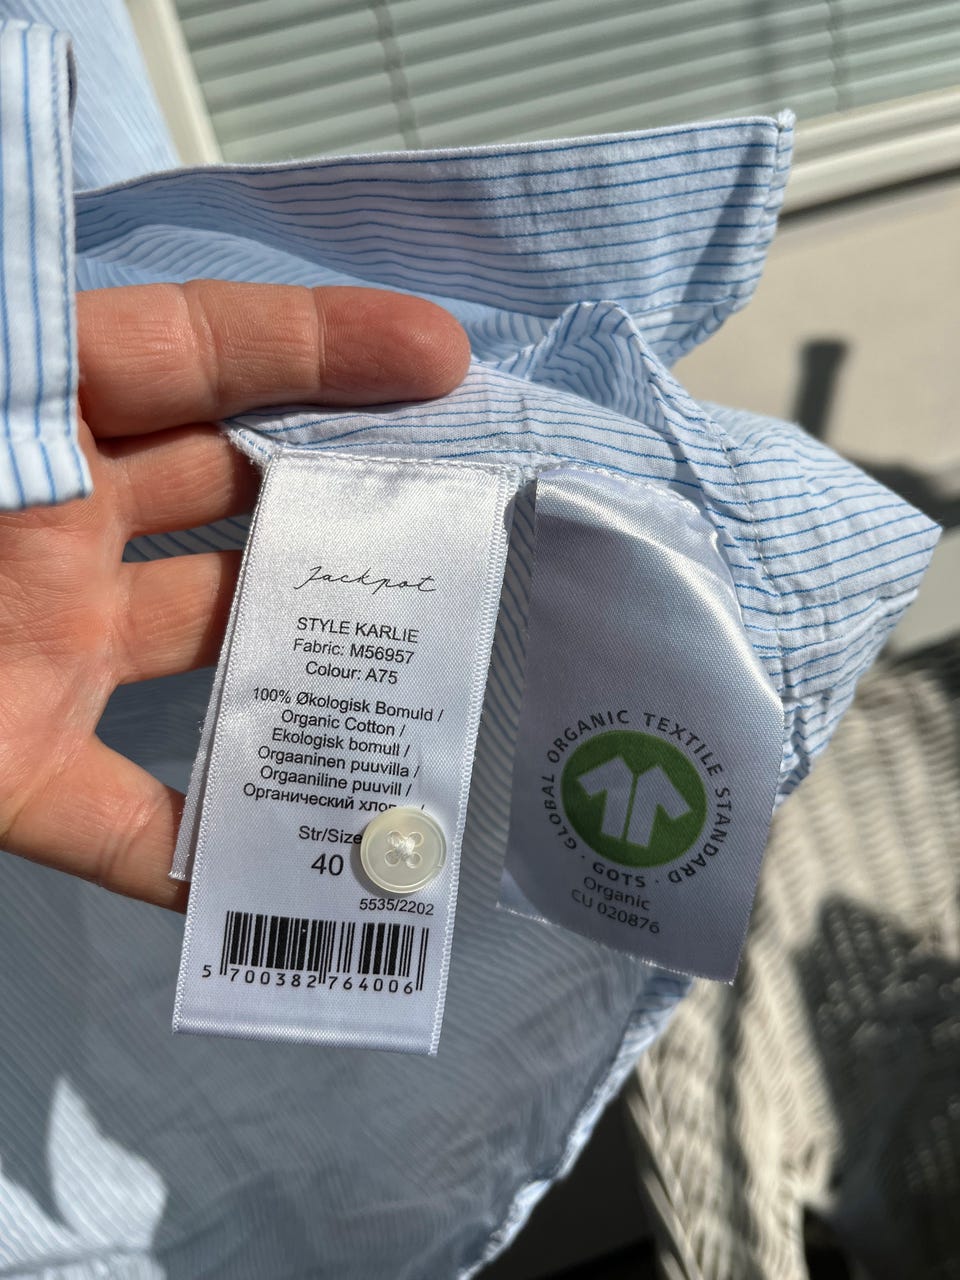 Jackpot
STYLE KARLIE
Fabric: M56957
Colour: A75
100% Økologisk Bomuld /
Organic Cotton /
Ekologisk bomull /
Orgaaninen puuvilla /
Orgaaniline puuvill /
Органический /
Str/Size
40
5535/2202
5 700382 764006
GLOBAL ORGANIC TEXTILE STANDARD
· GOTS ·
Organic
CU 020876